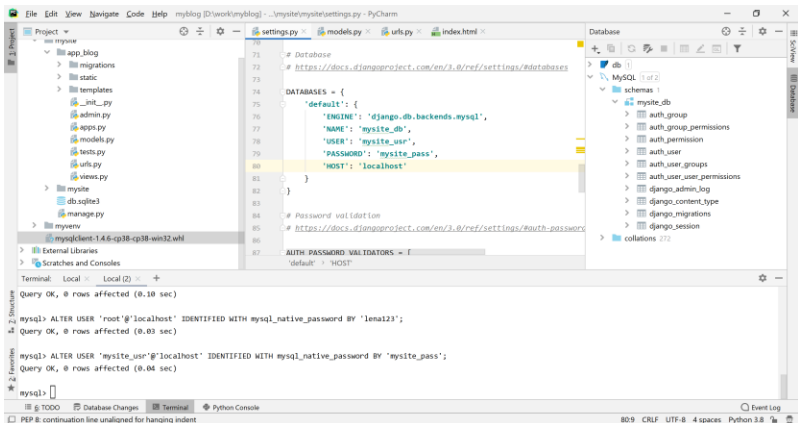 File Edit View Navigate Code Help myblog [D:\work\myblog] - ...\mysite\mysite\settings.py - PyCharm
Project
settings.py
models.py
urls.py
index.html
Database
1: Project
mysite
app_blog
migrations
static
templates
__init__.py
admin.py
apps.py
models.py
tests.py
urls.py
views.py
mysite
db.sqlite3
manage.py
myvenv
mysqlclient-1.4.6-cp38-cp38-win32.whl
External Libraries
Scratches and Consoles
70
71 # Database
72 # https://docs.djangoproject.com/en/3.0/ref/settings/#databases
73
74 DATABASES = {
75 'default': {
76 'ENGINE': 'django.db.backends.mysql',
77 'NAME': 'mysite_db',
78 'USER': 'mysite_usr',
79 'PASSWORD': 'mysite_pass',
80 'HOST': 'localhost'
81 }
82 }
83
84 # Password validation
85 # https://docs.djangoproject.com/en/3.0/ref/settings/#auth-password
86
87 AUTH_PASSWORD_VALIDATORS = [
'default' › 'HOST'
db 1
MySQL 1 of 2
schemas 1
mysite_db
auth_group
auth_group_permissions
auth_permission
auth_user
auth_user_groups
auth_user_user_permissions
django_admin_log
django_content_type
django_migrations
django_session
collations 272
SciView
Database
Terminal: Local Local (2) +
Query OK, 0 rows affected (0.10 sec)
mysql> ALTER USER 'root'@'localhost' IDENTIFIED WITH mysql_native_password BY 'lena123';
Query OK, 0 rows affected (0.03 sec)
mysql> ALTER USER 'mysite_usr'@'localhost' IDENTIFIED WITH mysql_native_password BY 'mysite_pass';
Query OK, 0 rows affected (0.04 sec)
mysql>
7: Structure
2: Favorites
6: TODO Database Changes Terminal Python Console Event Log
PEP 8: continuation line unaligned for hanging indent 80:9 CRLF UTF-8 4 spaces Python 3.8